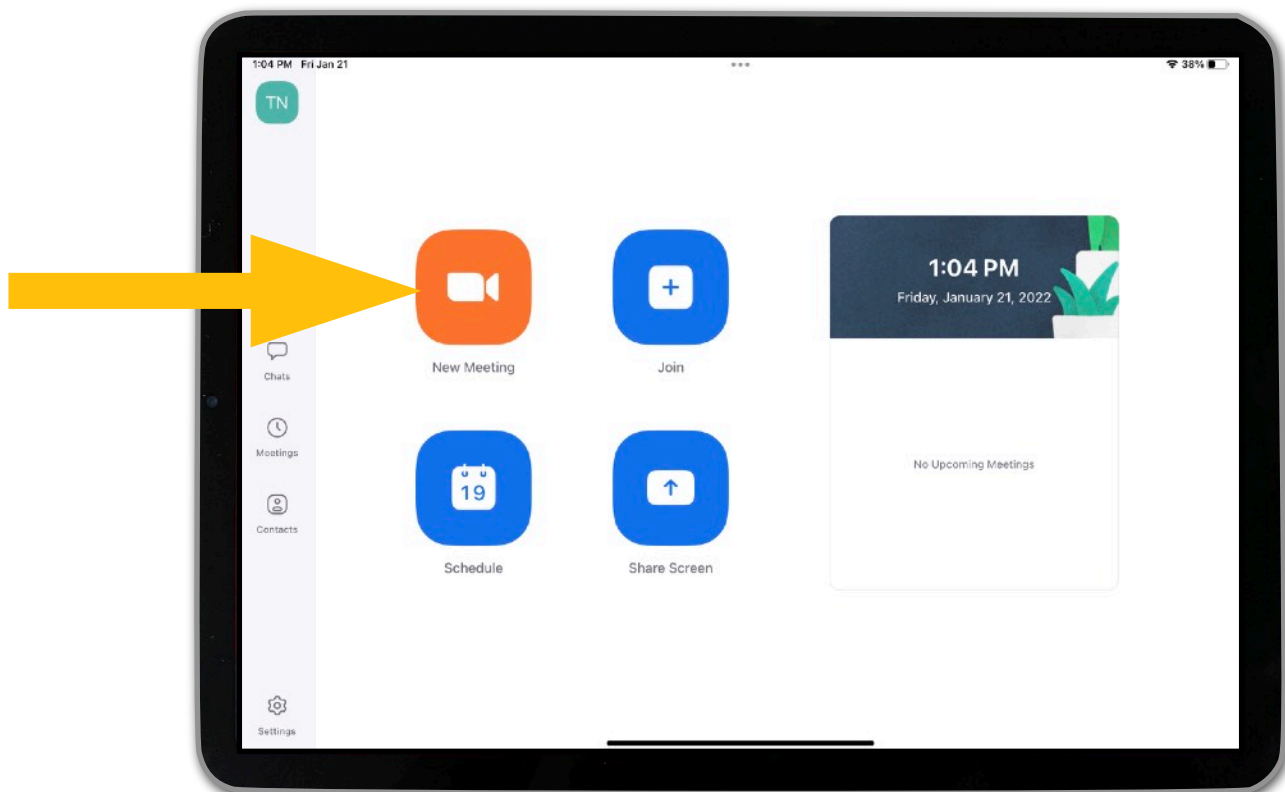 1:04 PM Fri Jan 21
38%
TN
Chats
Meetings
Contacts
Settings
New Meeting
Join
19
Schedule
Share Screen
1:04 PM
Friday, January 21, 2022
No Upcoming Meetings